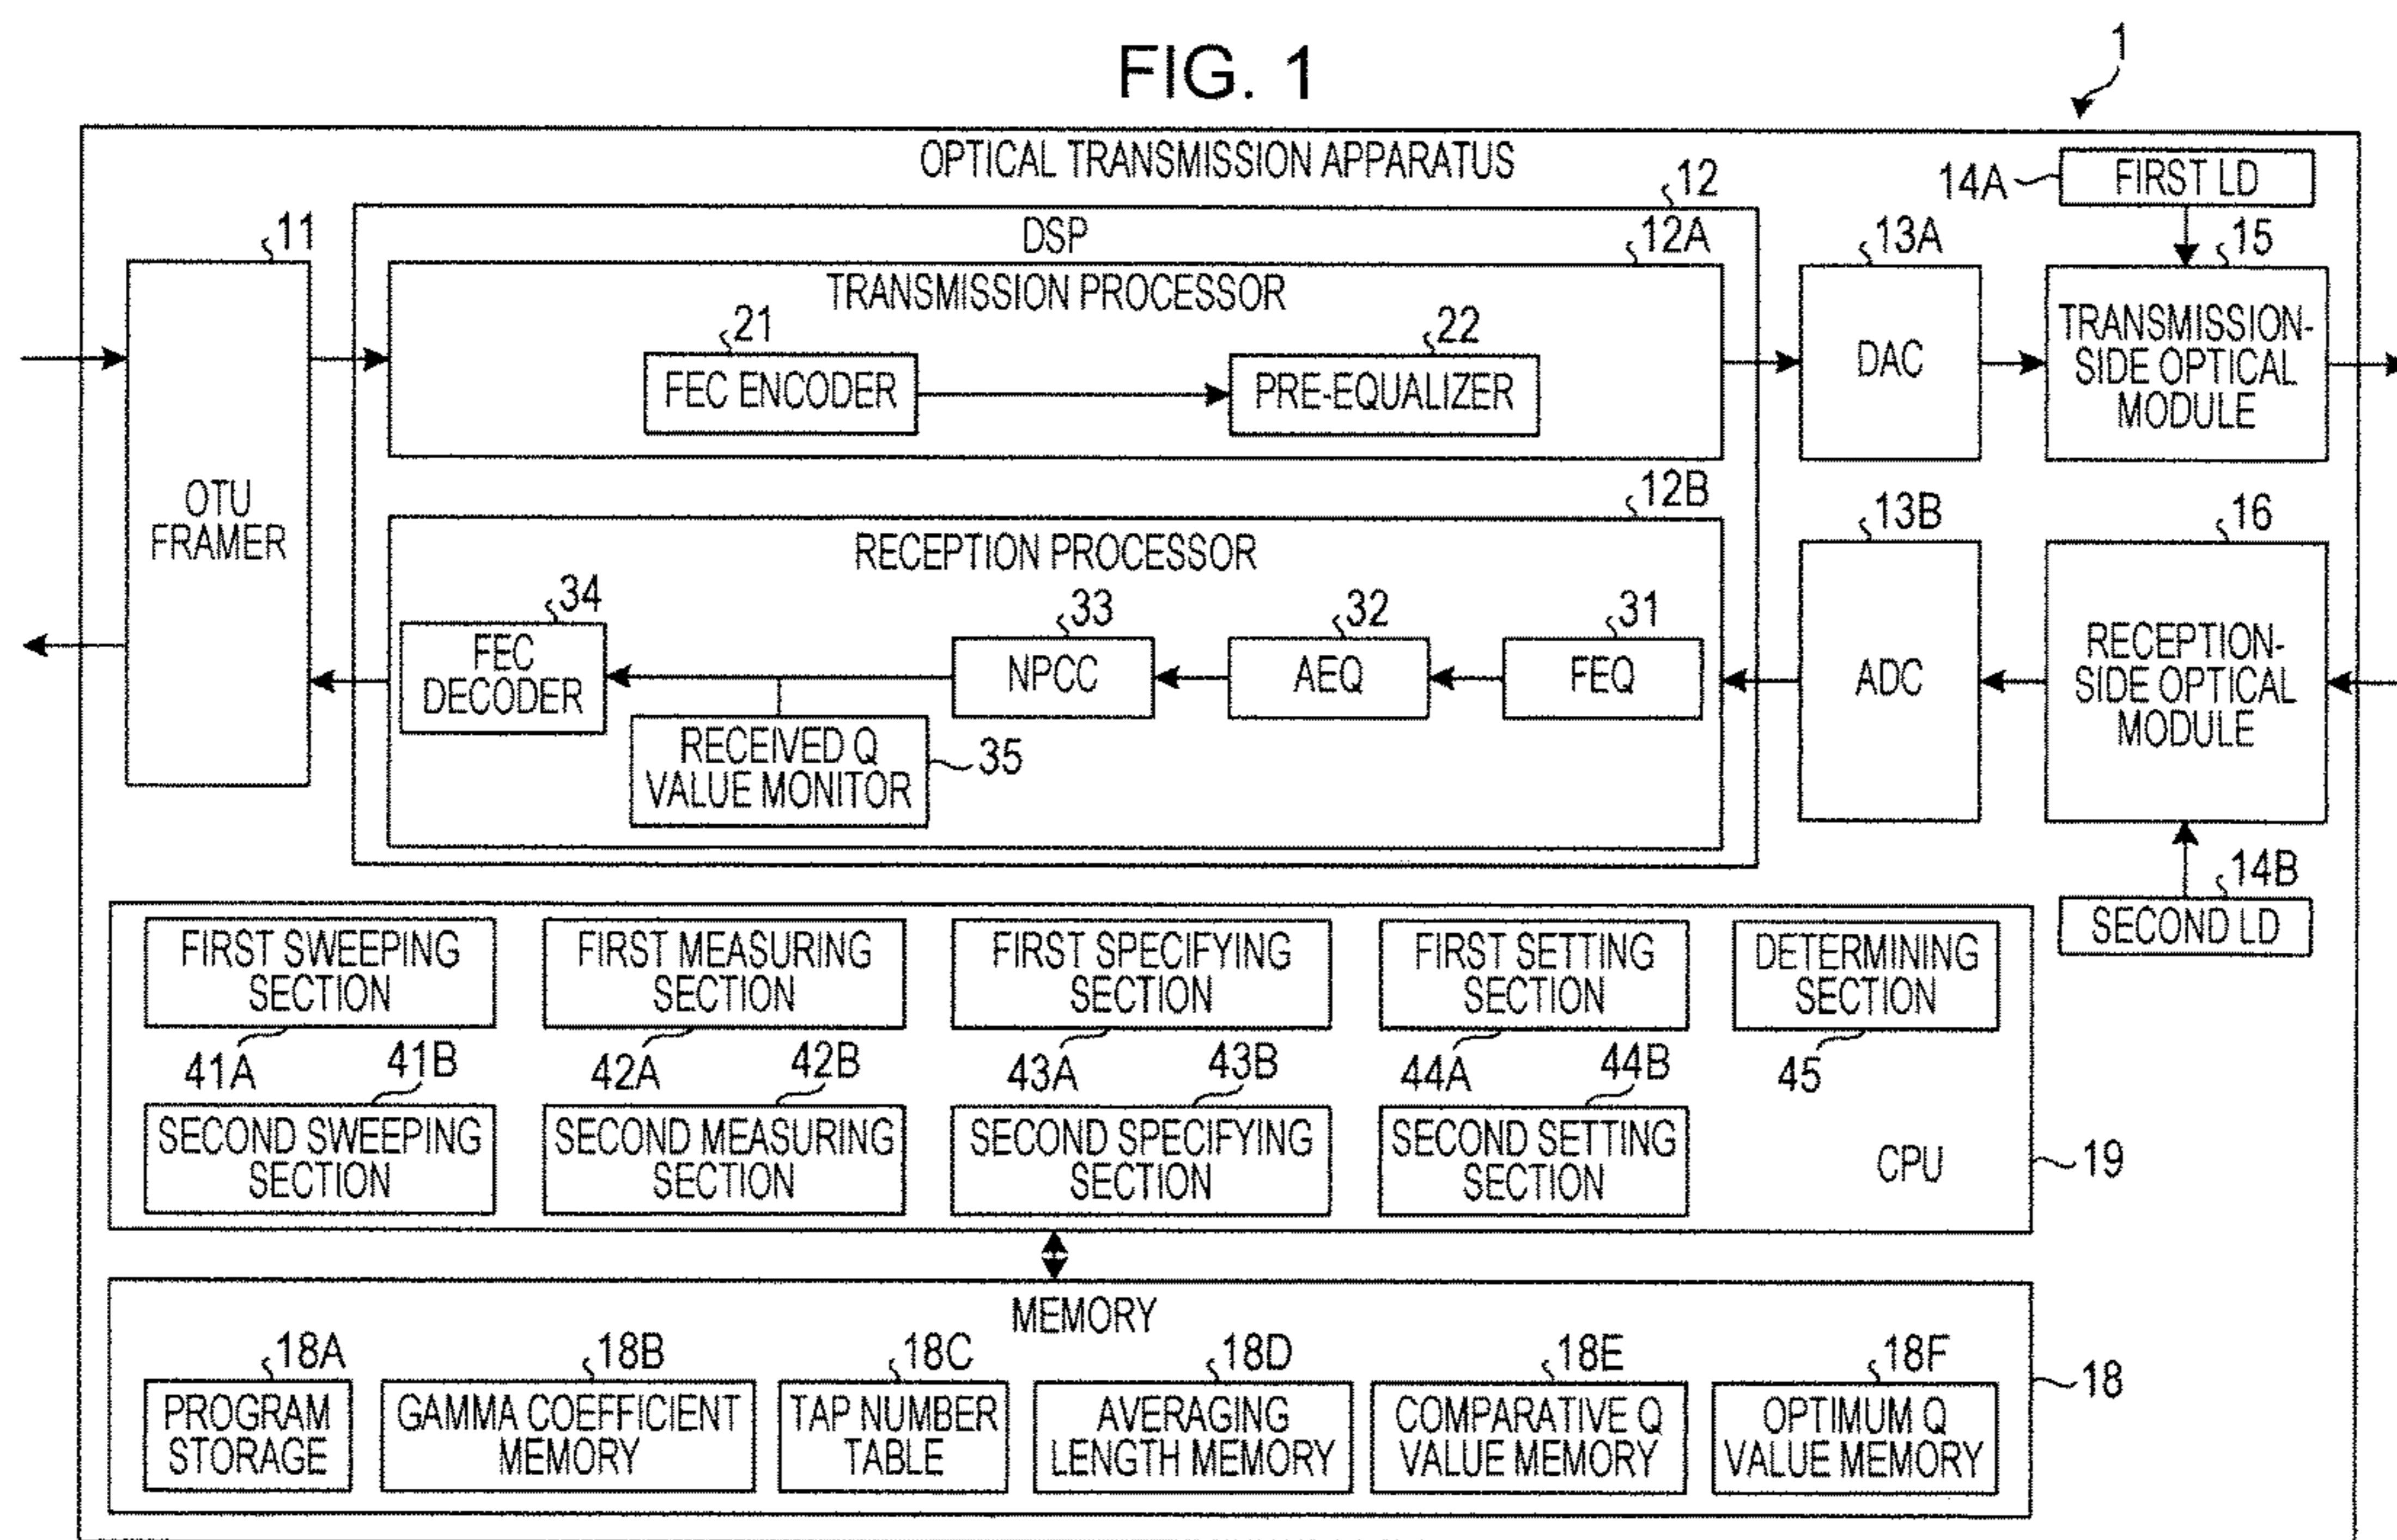 FIG. 1
1
OPTICAL TRANSMISSION APPARATUS
14A
FIRST LD
11
12
DSP
12A
13A
15
TRANSMISSION PROCESSOR
21
FEC ENCODER
22
PRE-EQUALIZER
DAC
TRANSMISSION-
SIDE OPTICAL
MODULE
OTU
FRAMER
12B
13B
16
RECEPTION PROCESSOR
34
FEC
DECODER
33
NPCC
32
AEQ
31
FEQ
ADC
RECEPTION-
SIDE OPTICAL
MODULE
RECEIVED Q
VALUE MONITOR
35
14B
SECOND LD
FIRST SWEEPING
SECTION
FIRST MEASURING
SECTION
FIRST SPECIFYING
SECTION
FIRST SETTING
SECTION
DETERMINING
SECTION
41A
41B
42A
42B
43A
43B
44A
44B
45
SECOND SWEEPING
SECTION
SECOND MEASURING
SECTION
SECOND SPECIFYING
SECTION
SECOND SETTING
SECTION
CPU
19
MEMORY
18A
18B
18C
18D
18E
18F
18
PROGRAM
STORAGE
GAMMA COEFFICIENT
MEMORY
TAP NUMBER
TABLE
AVERAGING
LENGTH MEMORY
COMPARATIVE Q
VALUE MEMORY
OPTIMUM Q
VALUE MEMORY